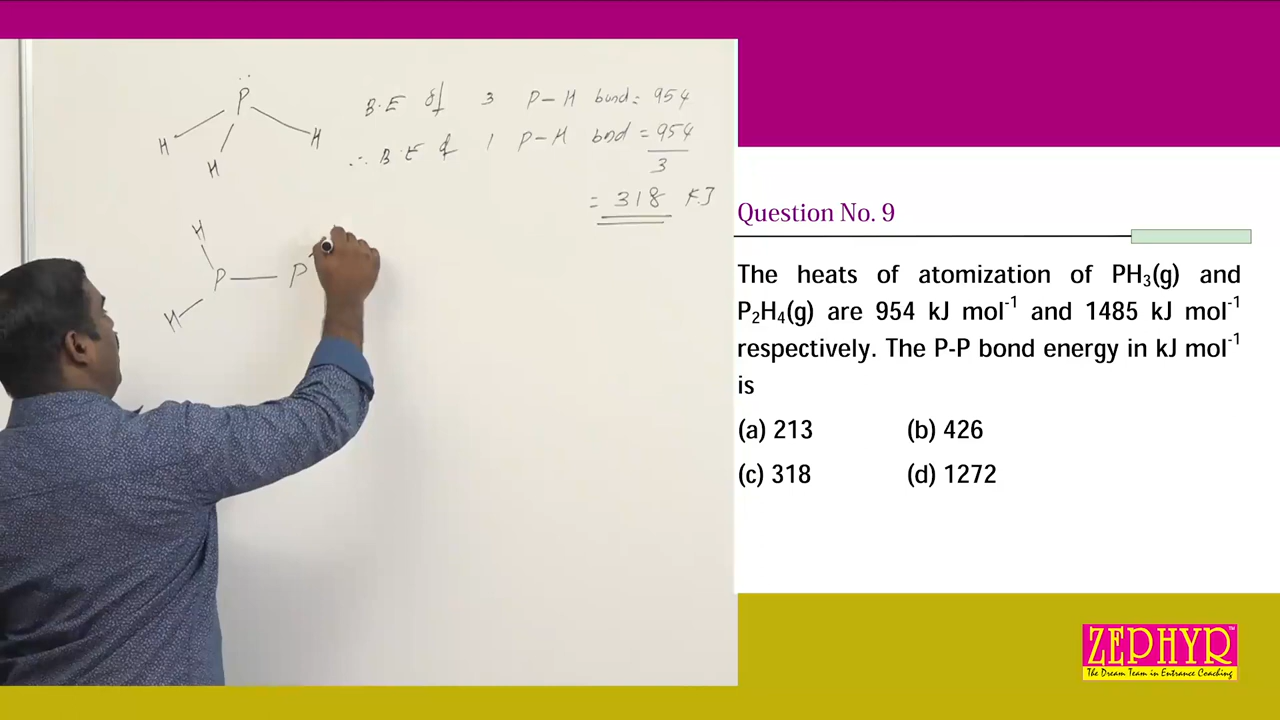 P
H H
H
B.E of 3 P-H bond = 954
∴ B.E of 1 P-H bond = 954
3
= 318 KJ
H
P — P
H
Question No. 9
The heats of atomization of PH3(g) and
P2H4(g) are 954 kJ mol-1 and 1485 kJ mol-1
respectively. The P-P bond energy in kJ mol-1
is
(a) 213 (b) 426
(c) 318 (d) 1272
ZEPHYR™
The Dream Team in Entrance Coaching